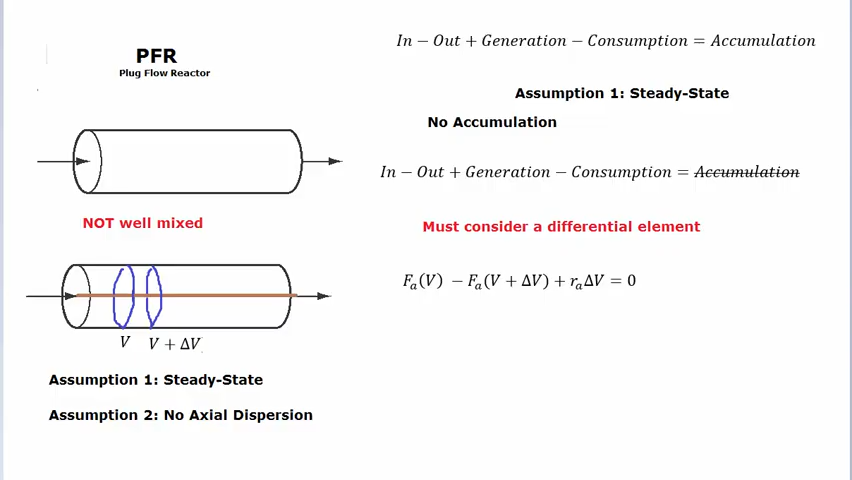 PFR
Plug Flow Reactor
NOT well mixed
V V + ΔV
Assumption 1: Steady-State
Assumption 2: No Axial Dispersion
In − Out + Generation − Consumption = Accumulation
Assumption 1: Steady-State
No Accumulation
In − Out + Generation − Consumption = Accumulation
Must consider a differential element
Fₐ(V) − Fₐ(V + ΔV) + rₐΔV = 0